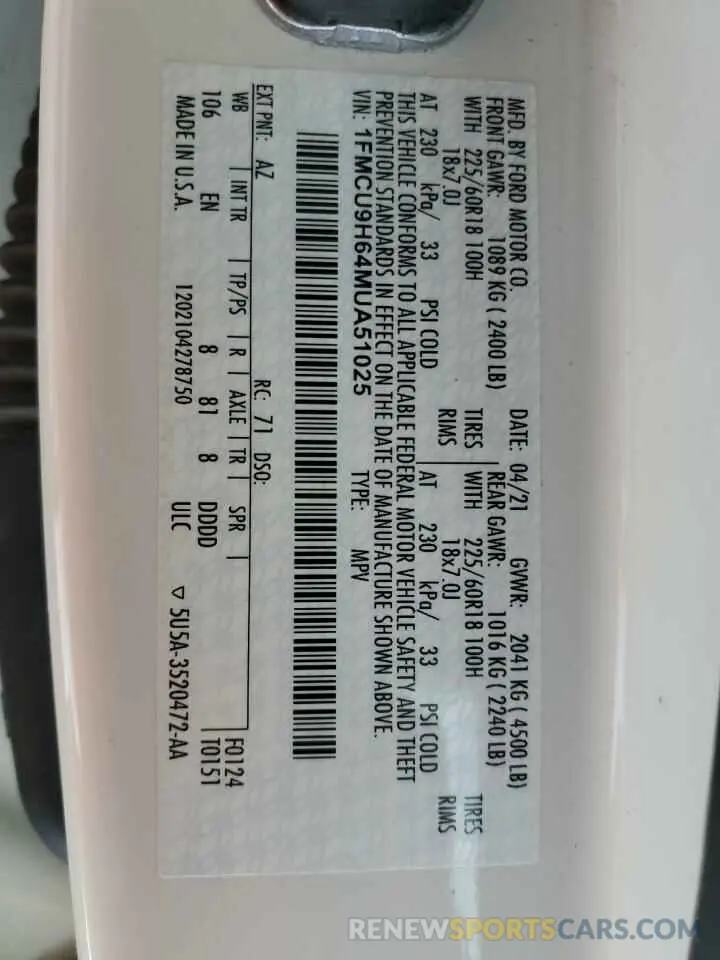 MFD. BY FORD MOTOR CO. DATE: 04/21 GVWR: 2041 KG ( 4500 LB)
FRONT GAWR: 1089 KG ( 2400 LB) REAR GAWR: 1016 KG ( 2240 LB)
WITH 225/60R18 100H TIRES WITH 225/60R18 100H TIRES
18x7.0J RIMS 18x7.0J RIMS
AT 230 kPa/ 33 PSI COLD AT 230 kPa/ 33 PSI COLD
THIS VEHICLE CONFORMS TO ALL APPLICABLE FEDERAL MOTOR VEHICLE SAFETY AND THEFT
PREVENTION STANDARDS IN EFFECT ON THE DATE OF MANUFACTURE SHOWN ABOVE.
VIN: 1FMCU9H64MUA51025 TYPE: MPV
EXT PNT: AZ RC: 71 DSO:
WB INT TR TP/PS R AXLE TR SPR F0124
106 EN 8 81 8 DDDD T0151
MADE IN U.S.A. 1202104278750 ULC ▽ 5U5A-3520472-AA
RENEWSPORTSCARS.COM